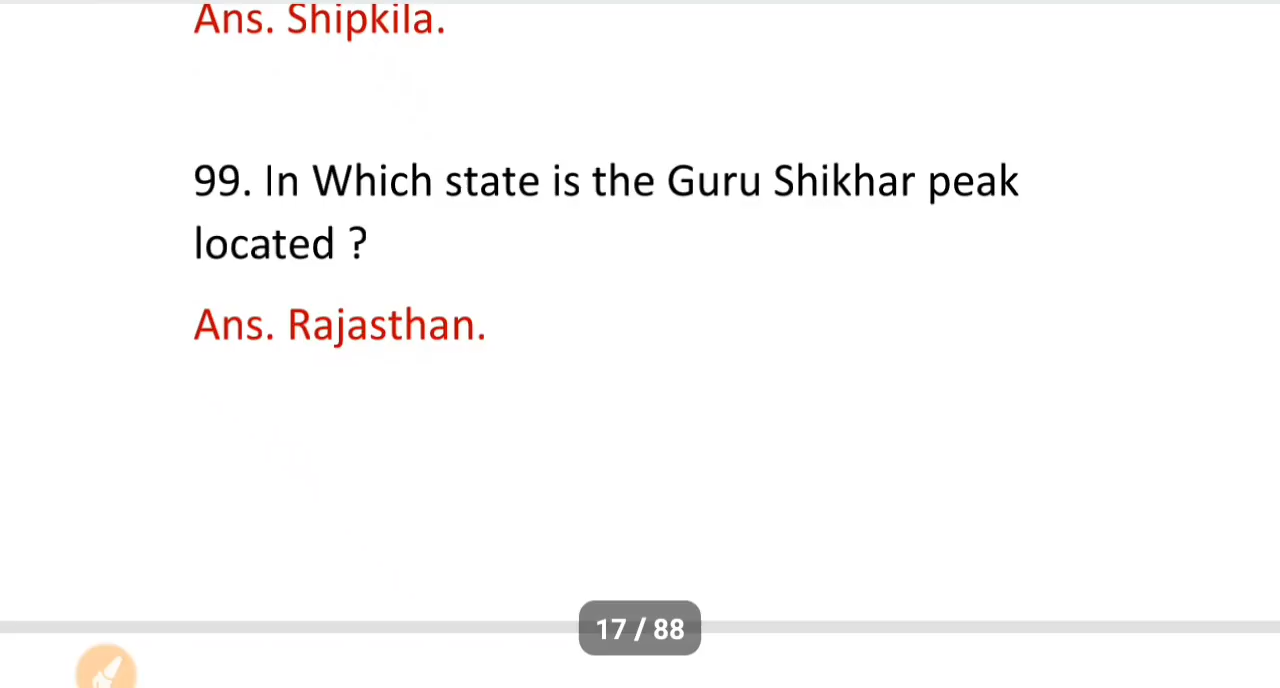 Ans. Shipkila.
99. In Which state is the Guru Shikhar peak
located ?
Ans. Rajasthan.
17 / 88